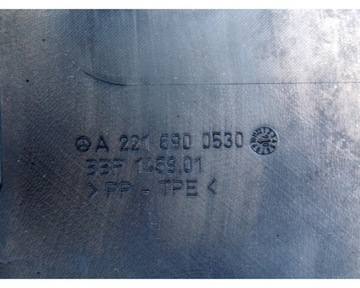 A 221 690 0530
33P 1469.01
> PP - TPE <